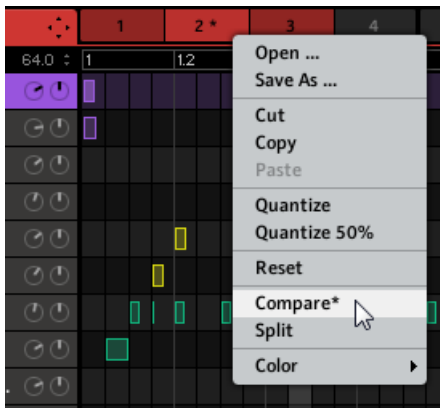 1 2 * 3 4
64.0 1 1.2
Open ...
Save As ...
Cut
Copy
Paste
Quantize
Quantize 50%
Reset
Compare*
Split
Color